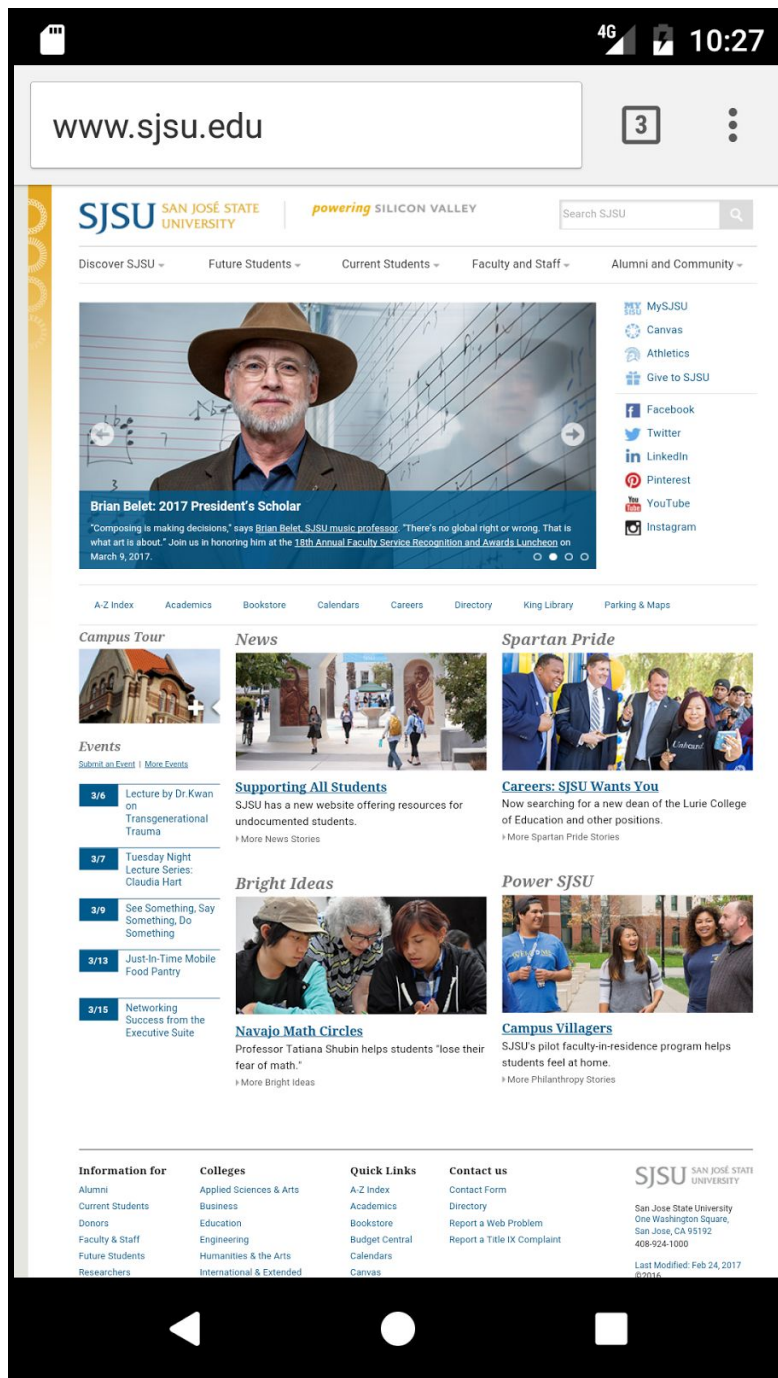 4G 10:27
www.sjsu.edu
3
SJSU SAN JOSÉ STATE UNIVERSITY
powering SILICON VALLEY
Search SJSU
Discover SJSU
Future Students
Current Students
Faculty and Staff
Alumni and Community
Brian Belet: 2017 President's Scholar
"Composing is making decisions," says Brian Belet, SJSU music professor. "There's no global right or wrong. That is
what art is about." Join us in honoring him at the 18th Annual Faculty Service Recognition and Awards Luncheon on
March 9, 2017.
MY SJSU MySJSU
Canvas
Athletics
Give to SJSU
Facebook
Twitter
in LinkedIn
Pinterest
You Tube YouTube
Instagram
A-Z Index
Academics
Bookstore
Calendars
Careers
Directory
King Library
Parking & Maps
Campus Tour
Events
Submit an Event | More Events
3/6 Lecture by Dr.Kwan
on
Transgenerational
Trauma
3/7 Tuesday Night
Lecture Series:
Claudia Hart
3/9 See Something, Say
Something, Do
Something
3/13 Just-In-Time Mobile
Food Pantry
3/15 Networking
Success from the
Executive Suite
News
Supporting All Students
SJSU has a new website offering resources for
undocumented students.
More News Stories
Spartan Pride
Careers: SJSU Wants You
Now searching for a new dean of the Lurie College
of Education and other positions.
More Spartan Pride Stories
Bright Ideas
Navajo Math Circles
Professor Tatiana Shubin helps students "lose their
fear of math."
More Bright Ideas
Power SJSU
Campus Villagers
SJSU's pilot faculty-in-residence program helps
students feel at home.
More Philanthropy Stories
Information for
Alumni
Current Students
Donors
Faculty & Staff
Future Students
Researchers
Colleges
Applied Sciences & Arts
Business
Education
Engineering
Humanities & the Arts
International & Extended
Quick Links
A-Z Index
Academics
Bookstore
Budget Central
Calendars
Canvas
Contact us
Contact Form
Directory
Report a Web Problem
Report a Title IX Complaint
SJSU SAN JOSÉ STATE UNIVERSITY
San Jose State University
One Washington Square,
San Jose, CA 95192
408-924-1000
Last Modified: Feb 24, 2017
©2016